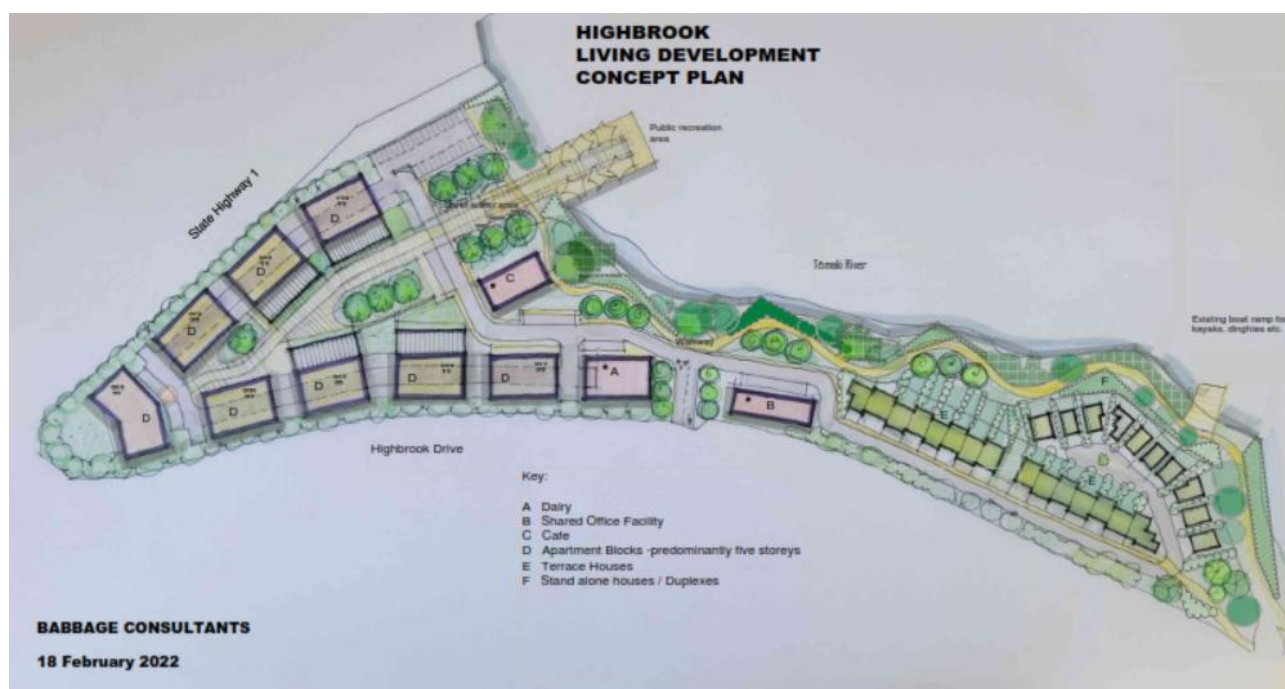 HIGHBROOK
LIVING DEVELOPMENT
CONCEPT PLAN
Public recreation
area
State Highway 1
D
D
D
D
D
D
D
D
A
B
C
Tāmaki River
Walkway
Existing boat ramp for
kayaks, dinghies etc.
E
E
F
Highbrook Drive
Key:
A Dairy
B Shared Office Facility
C Cafe
D Apartment Blocks -predominantly five storeys
E Terrace Houses
F Stand alone houses / Duplexes
BABBAGE CONSULTANTS
18 February 2022